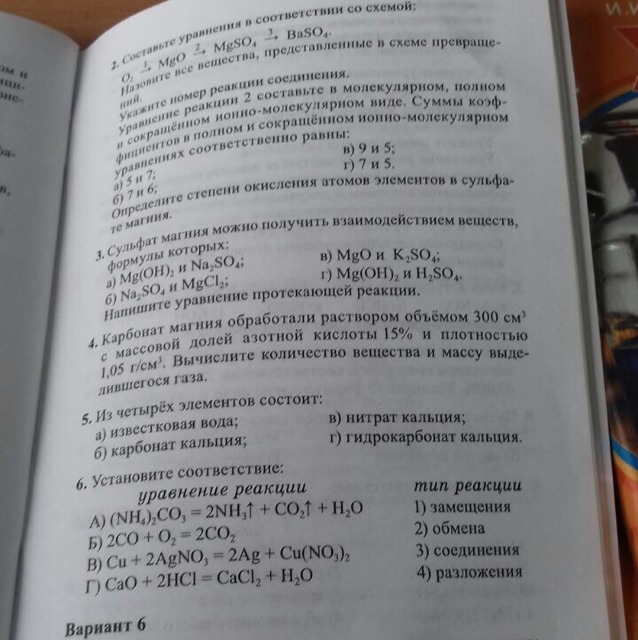 2. Составьте уравнения в соответствии со схемой:
O₂ →¹ MgO →² MgSO₄ →³ BaSO₄.
Назовите все вещества, представленные в схеме превраще-
ний.
Укажите номер реакции соединения.
Уравнение реакции 2 составьте в молекулярном, полном
и сокращённом ионно-молекулярном виде. Суммы коэф-
фициентов в полном и сокращённом ионно-молекулярном
уравнениях соответственно равны:
а) 5 и 7; в) 9 и 5;
б) 7 и 6; г) 7 и 5.
Определите степени окисления атомов элементов в сульфа-
те магния.
3. Сульфат магния можно получить взаимодействием веществ,
формулы которых:
а) Mg(OH)₂ и Na₂SO₄; в) MgO и K₂SO₄;
б) Na₂SO₄ и MgCl₂; г) Mg(OH)₂ и H₂SO₄.
Напишите уравнение протекающей реакции.
4. Карбонат магния обработали раствором объёмом 300 см³
с массовой долей азотной кислоты 15% и плотностью
1,05 г/см³. Вычислите количество вещества и массу выде-
лившегося газа.
5. Из четырёх элементов состоит:
а) известковая вода; в) нитрат кальция;
б) карбонат кальция; г) гидрокарбонат кальция.
6. Установите соответствие:
уравнение реакции тип реакции
А) (NH₄)₂CO₃ = 2NH₃↑ + CO₂↑ + H₂O 1) замещения
Б) 2CO + O₂ = 2CO₂ 2) обмена
В) Cu + 2AgNO₃ = 2Ag + Cu(NO₃)₂ 3) соединения
Г) CaO + 2HCl = CaCl₂ + H₂O 4) разложения
Вариант 6